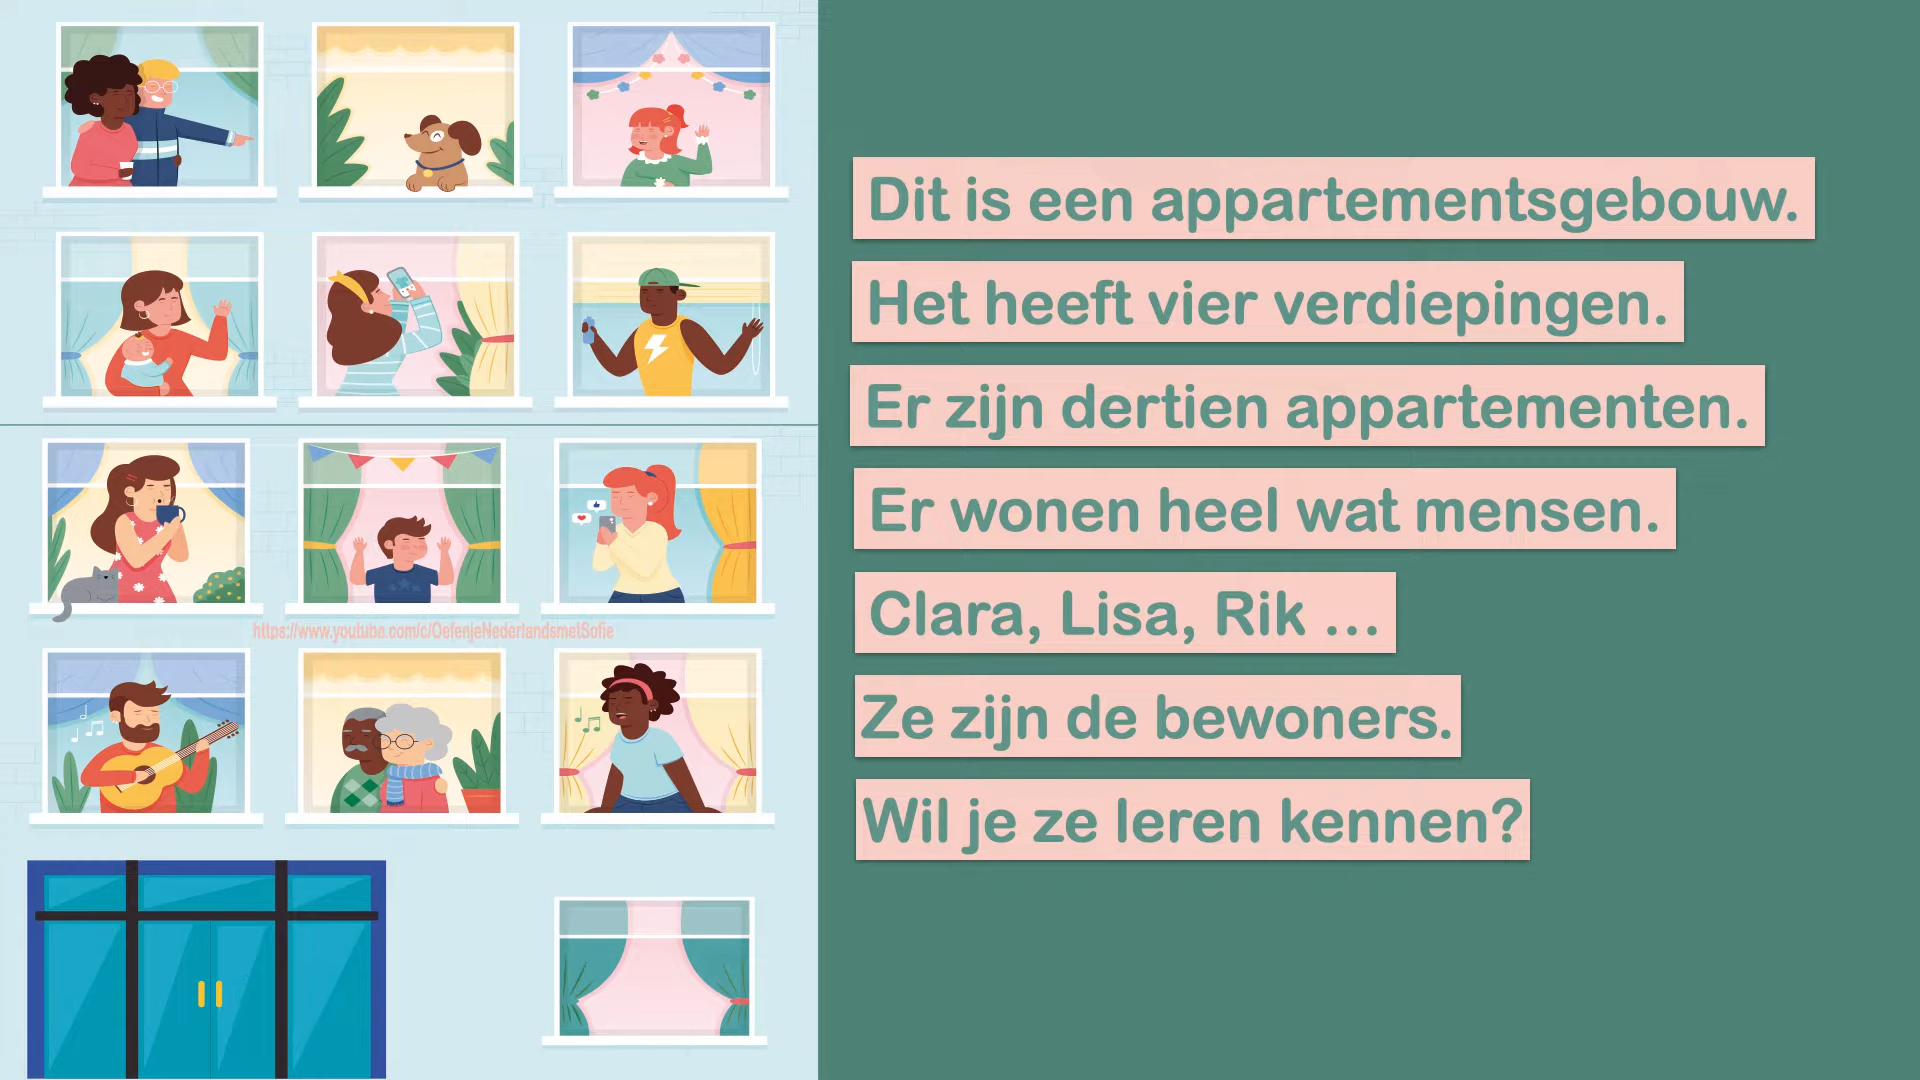 Dit is een appartementsgebouw.
Het heeft vier verdiepingen.
Er zijn dertien appartementen.
Er wonen heel wat mensen.
Clara, Lisa, Rik ...
Ze zijn de bewoners.
Wil je ze leren kennen?
https://www.youtube.com/c/OefenjeNederlandsmetSofie